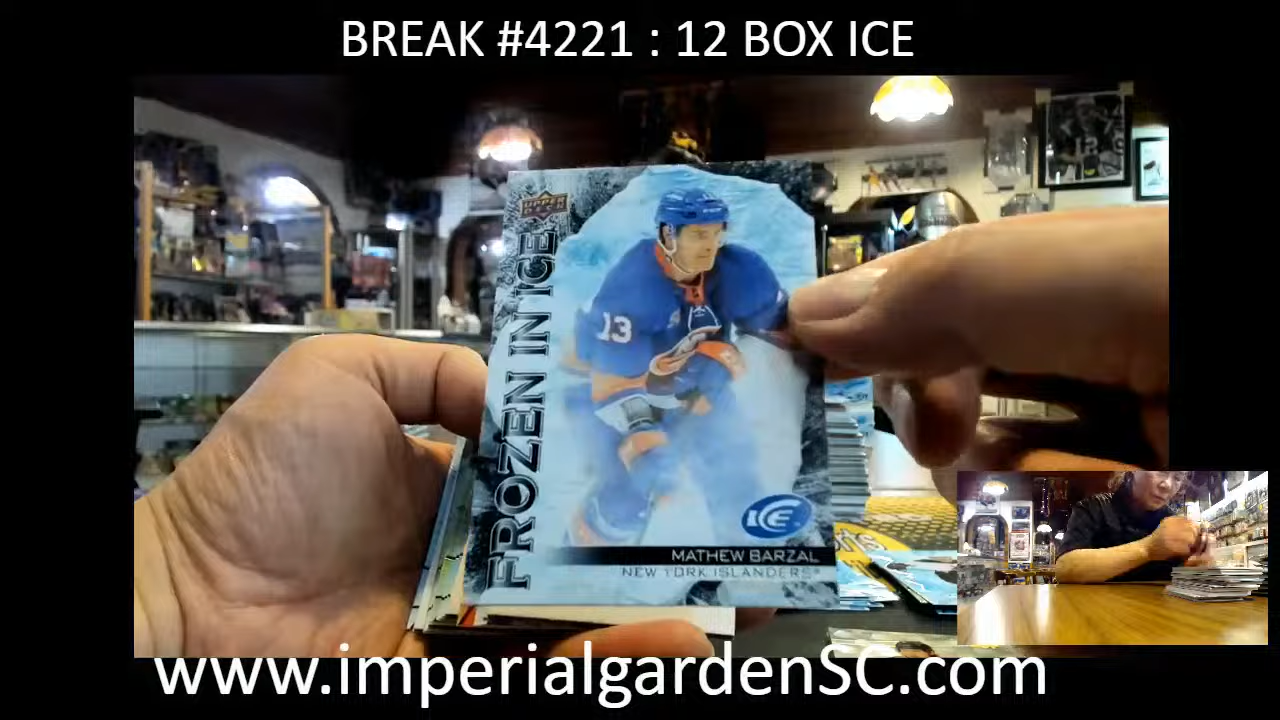 BREAK #4221 : 12 BOX ICE
UPPER
DECK
FROZEN IN ICE
13
ICE
MATHEW BARZAL
NEW YORK ISLANDERS
www.imperialgardenSC.com